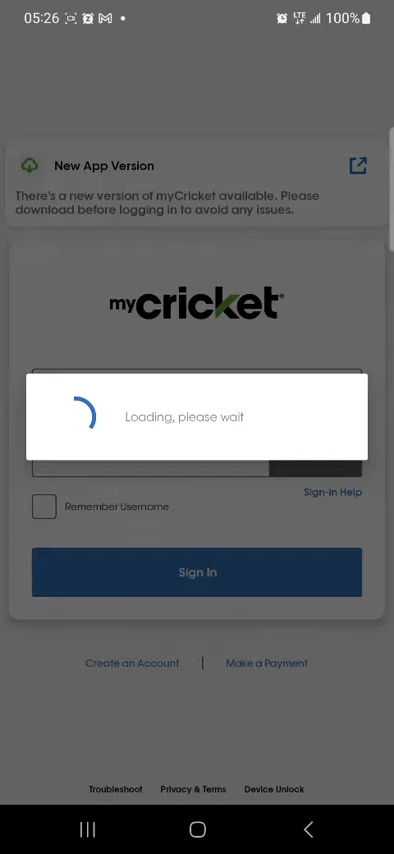 05:26
LTE
100%
New App Version
There's a new version of myCricket available. Please
download before logging in to avoid any issues.
mycricket
Loading, please wait
Sign-in Help
Remember Username
Sign In
Create an Account | Make a Payment
Troubleshoot Privacy & Terms Device Unlock